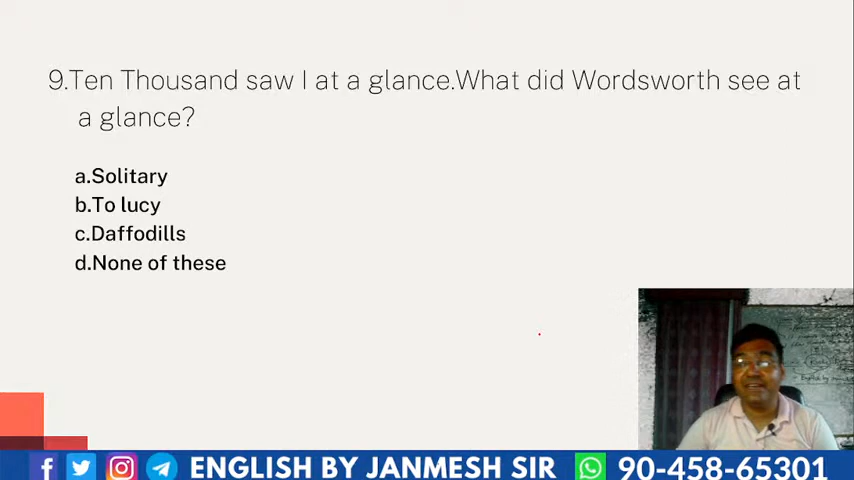 9.Ten Thousand saw I at a glance.What did Wordsworth see at
a glance?
a.Solitary
b.To lucy
c.Daffodills
d.None of these
ENGLISH BY JANMESH SIR 90-458-65301